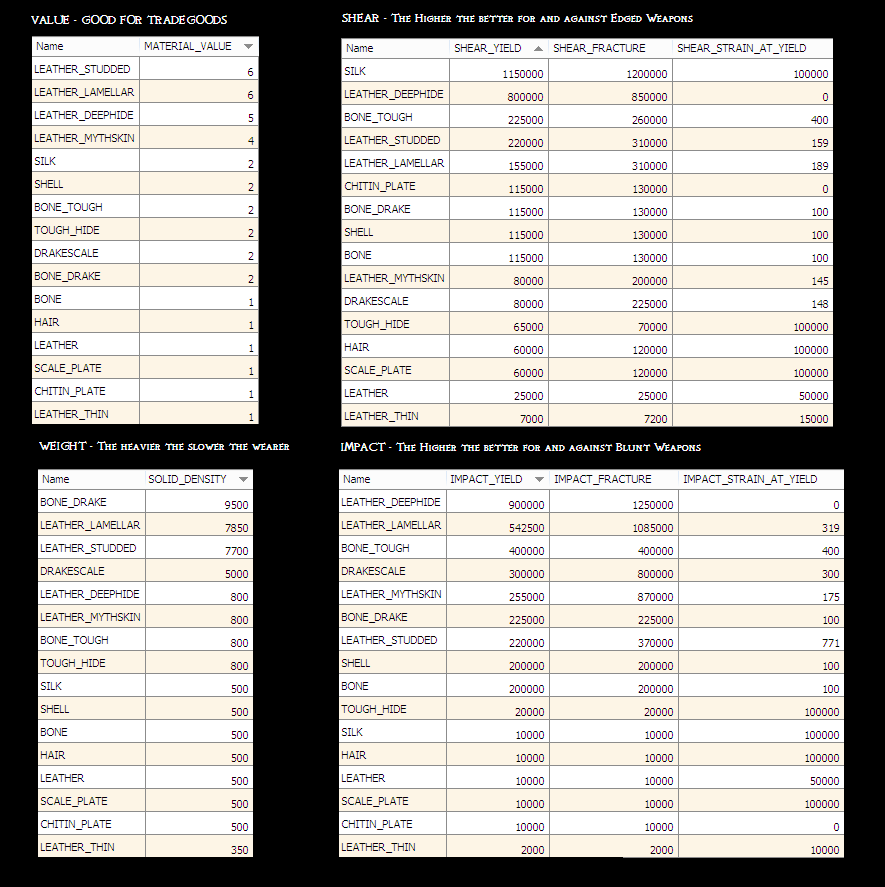 VALUE - GOOD FOR TRADEGOODS
Name MATERIAL_VALUE
LEATHER_STUDDED 6
LEATHER_LAMELLAR 6
LEATHER_DEEPHIDE 5
LEATHER_MYTHSKIN 4
SILK 2
SHELL 2
BONE_TOUGH 2
TOUGH_HIDE 2
DRAKESCALE 2
BONE_DRAKE 2
BONE 1
HAIR 1
LEATHER 1
SCALE_PLATE 1
CHITIN_PLATE 1
LEATHER_THIN 1
SHEAR - The Higher the better for and against Edged Weapons
Name SHEAR_YIELD SHEAR_FRACTURE SHEAR_STRAIN_AT_YIELD
SILK 1150000 1200000 100000
LEATHER_DEEPHIDE 800000 850000 0
BONE_TOUGH 225000 260000 400
LEATHER_STUDDED 220000 310000 159
LEATHER_LAMELLAR 155000 310000 189
CHITIN_PLATE 115000 130000 0
BONE_DRAKE 115000 130000 100
SHELL 115000 130000 100
BONE 115000 130000 100
LEATHER_MYTHSKIN 80000 200000 145
DRAKESCALE 80000 225000 148
TOUGH_HIDE 65000 70000 100000
HAIR 60000 120000 100000
SCALE_PLATE 60000 120000 100000
LEATHER 25000 25000 50000
LEATHER_THIN 7000 7200 15000
WEIGHT - The heavier the slower the wearer
Name SOLID_DENSITY
BONE_DRAKE 9500
LEATHER_LAMELLAR 7850
LEATHER_STUDDED 7700
DRAKESCALE 5000
LEATHER_DEEPHIDE 800
LEATHER_MYTHSKIN 800
BONE_TOUGH 800
TOUGH_HIDE 800
SILK 500
SHELL 500
BONE 500
HAIR 500
LEATHER 500
SCALE_PLATE 500
CHITIN_PLATE 500
LEATHER_THIN 350
IMPACT - The Higher the better for and against Blunt Weapons
Name IMPACT_YIELD IMPACT_FRACTURE IMPACT_STRAIN_AT_YIELD
LEATHER_DEEPHIDE 900000 1250000 0
LEATHER_LAMELLAR 542500 1085000 319
BONE_TOUGH 400000 400000 400
DRAKESCALE 300000 800000 300
LEATHER_MYTHSKIN 255000 870000 175
BONE_DRAKE 225000 225000 100
LEATHER_STUDDED 220000 370000 771
SHELL 200000 200000 100
BONE 200000 200000 100
TOUGH_HIDE 20000 20000 100000
SILK 10000 10000 100000
HAIR 10000 10000 100000
LEATHER 10000 10000 50000
SCALE_PLATE 10000 10000 100000
CHITIN_PLATE 10000 10000 0
LEATHER_THIN 2000 2000 10000